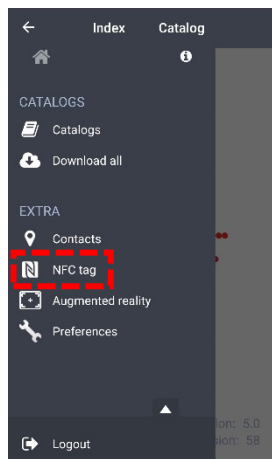 Index Catalog
CATALOGS
Catalogs
Download all
EXTRA
Contacts
NFC tag
Augmented reality
Preferences
ion: 5.0
sion: 58
Logout